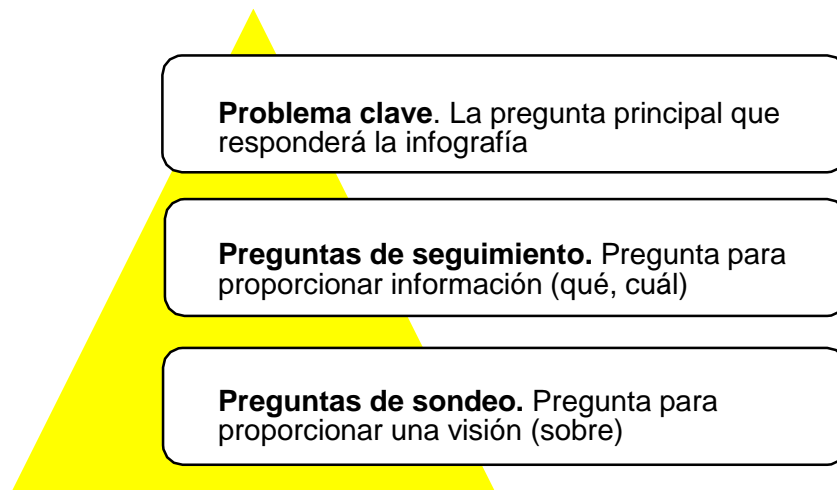 Problema clave. La pregunta principal que
responderá la infografía
Preguntas de seguimiento. Pregunta para
proporcionar información (qué, cuál)
Preguntas de sondeo. Pregunta para
proporcionar una visión (sobre)